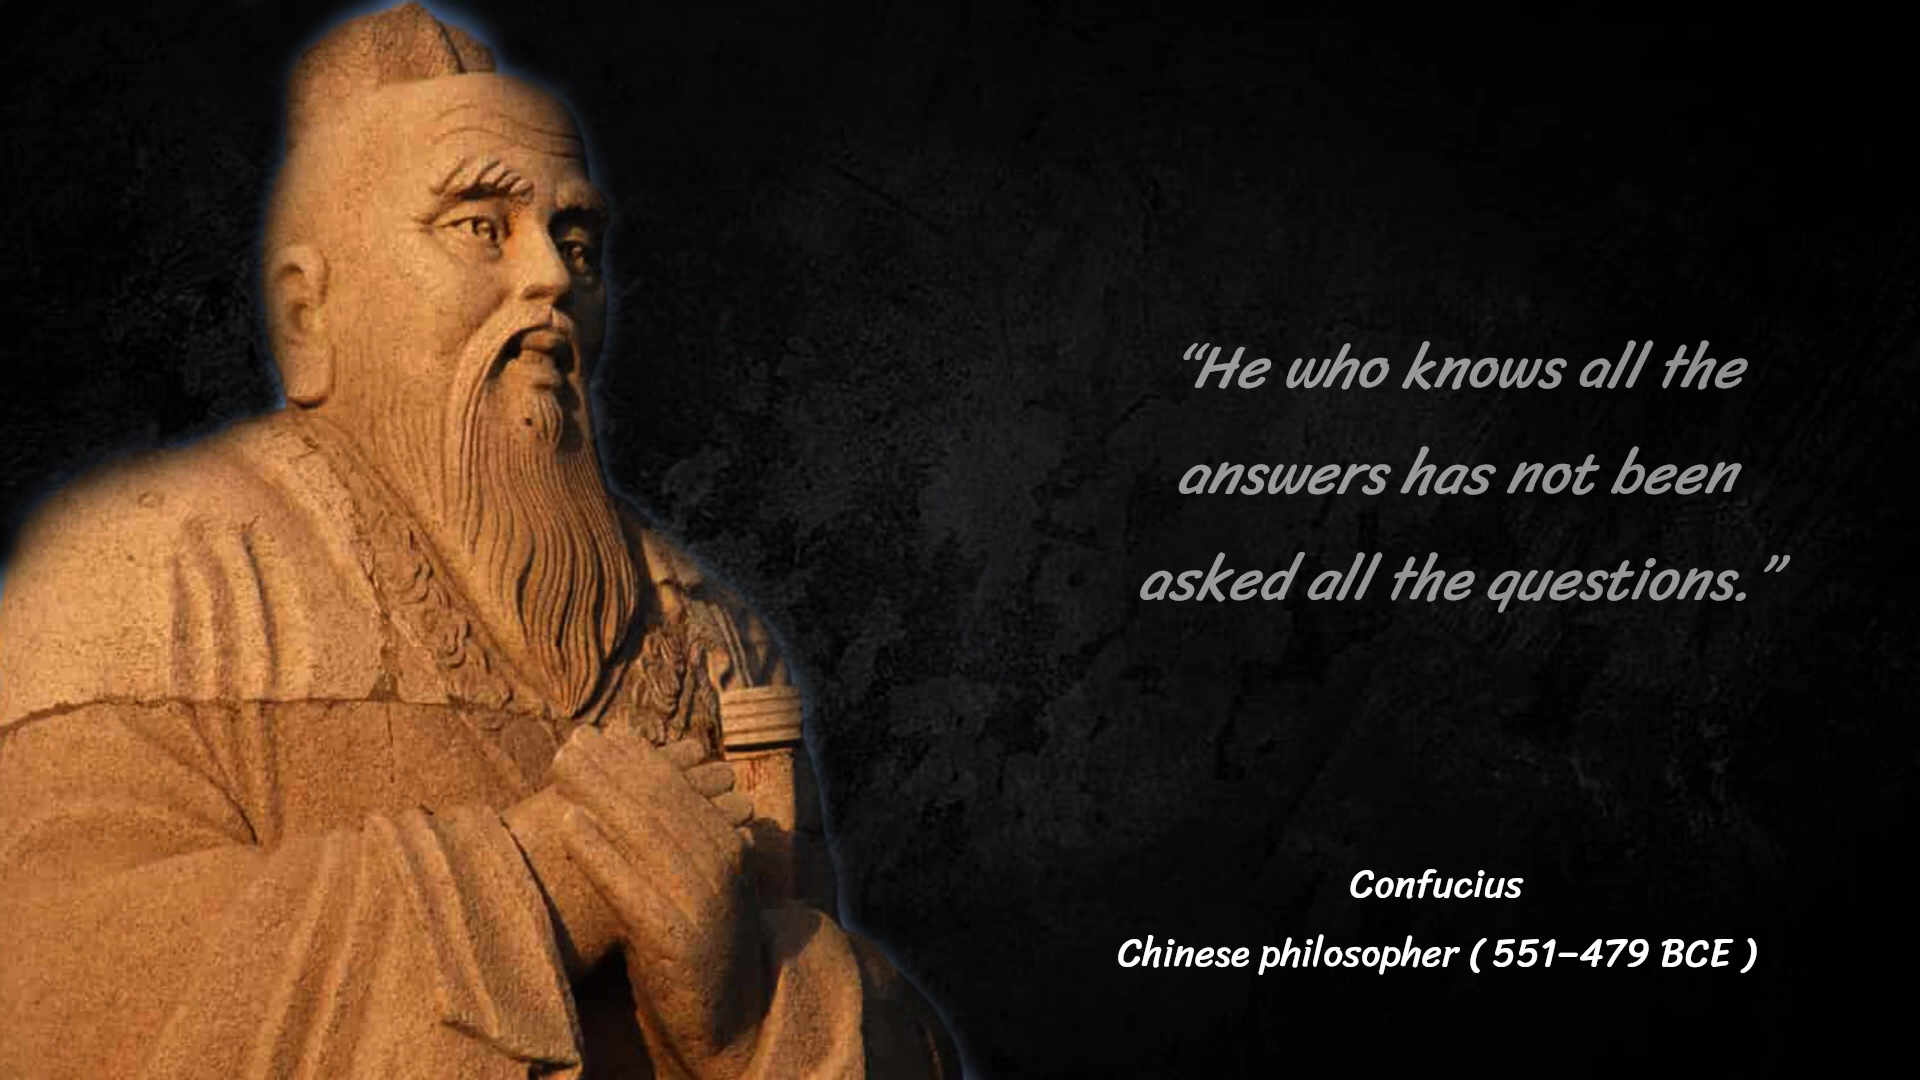 “He who knows all the
answers has not been
asked all the questions.”
Confucius
Chinese philosopher ( 551–479 BCE )